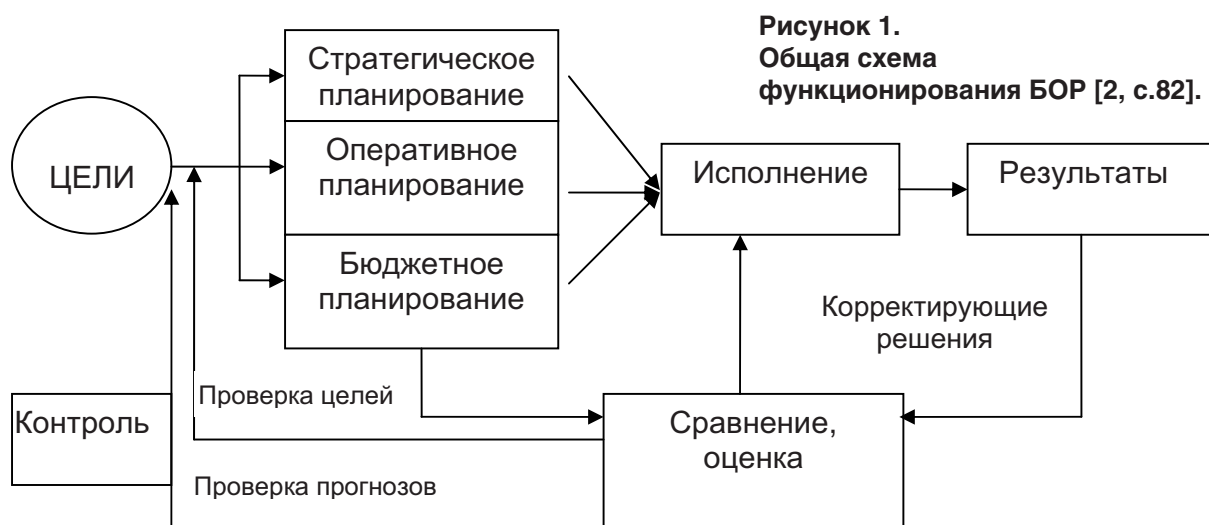 Рисунок 1.
Общая схема
функционирования БОР [2, с.82].
Стратегическое
планирование
ЦЕЛИ
Оперативное
планирование
Исполнение
Результаты
Бюджетное
планирование
Корректирующие
решения
Проверка целей
Контроль
Сравнение,
оценка
Проверка прогнозов